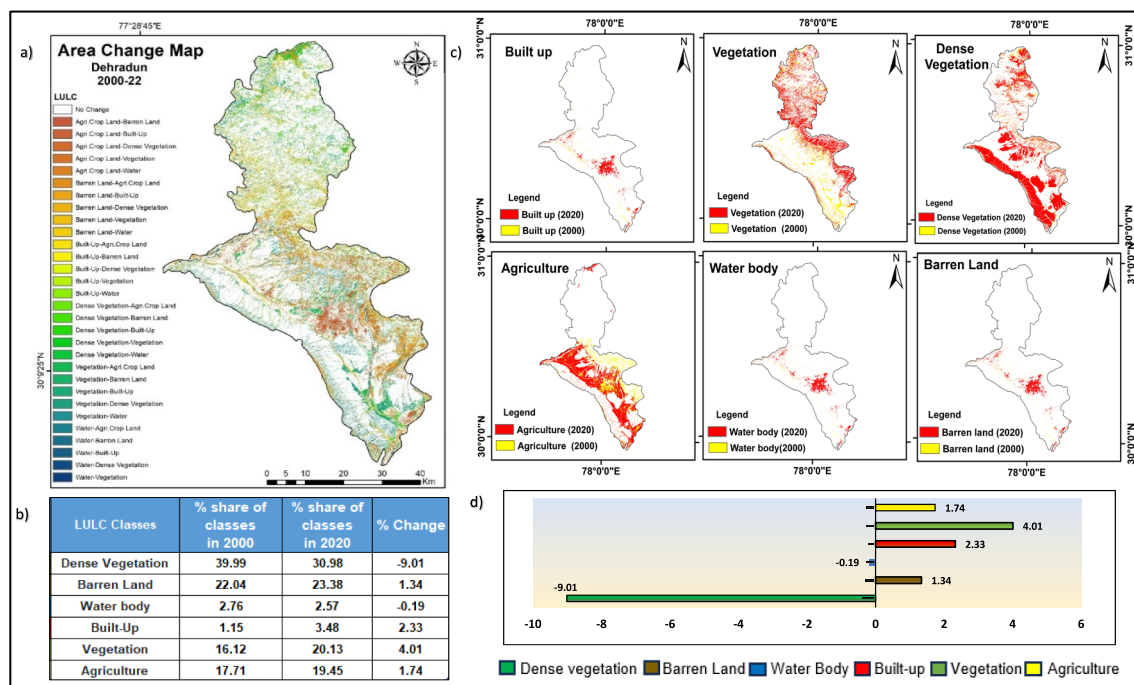 a)
77°28'45"E
Area Change Map
Dehradun
2000-22
N
W
E
S
LULC
No Change
Agri.Crop Land-Barren Land
Agri.Crop Land-Built-Up
Agri.Crop Land-Dense Vegetation
Agri.Crop Land-Vegetation
Agri.Crop Land-Water
Barren Land-Agri.Crop Land
Barren Land-Built-Up
Barren Land-Dense Vegetation
Barren Land-Vegetation
Barren Land-Water
Built-Up-Agri.Crop Land
Built-Up-Barren Land
Built-Up-Dense Vegetation
Built-Up-Vegetation
Built-Up-Water
Dense Vegetation-Agri.Crop Land
Dense Vegetation-Barren Land
Dense Vegetation-Built-Up
Dense Vegetation-Vegetation
Dense Vegetation-Water
Vegetation-Agri.Crop Land
Vegetation-Barren Land
Vegetation-Built-Up
Vegetation-Dense Vegetation
Vegetation-Water
Water-Agri.Crop Land
Water-Barren Land
Water-Built-Up
Water-Dense Vegetation
Water-Vegetation
30°9'25"N
0 5 10 20 30 40
Km
c)
78°0'0"E
78°0'0"E
78°0'0"E
31°0'0"N
31°0'0"N
Built up
N
Legend
Built up (2020)
Built up (2000)
30°0'0"N
Vegetation
N
Legend
Vegetation (2020)
Vegetation (2000)
Dense
Vegetation
N
Legend
Dense Vegetation (2020)
Dense Vegetation (2000)
30°0'0"N
31°0'0"N
31°0'0"N
Agriculture
N
Legend
Agriculture (2020)
Agriculture (2000)
30°0'0"N
Water body
N
Legend
Water body (2020)
Water body(2000)
Barren Land
N
Legend
Barren land (2020)
Barren land (2000)
30°0'0"N
78°0'0"E
78°0'0"E
78°0'0"E
b)
LULC Classes % share of classes in 2000 % share of classes in 2020 % Change
Dense Vegetation 39.99 30.98 -9.01
Barren Land 22.04 23.38 1.34
Water body 2.76 2.57 -0.19
Built-Up 1.15 3.48 2.33
Vegetation 16.12 20.13 4.01
Agriculture 17.71 19.45 1.74
d)
1.74
4.01
2.33
-0.19
1.34
-9.01
-10 -8 -6 -4 -2 0 2 4 6
Dense vegetation Barren Land Water Body Built-up Vegetation Agriculture